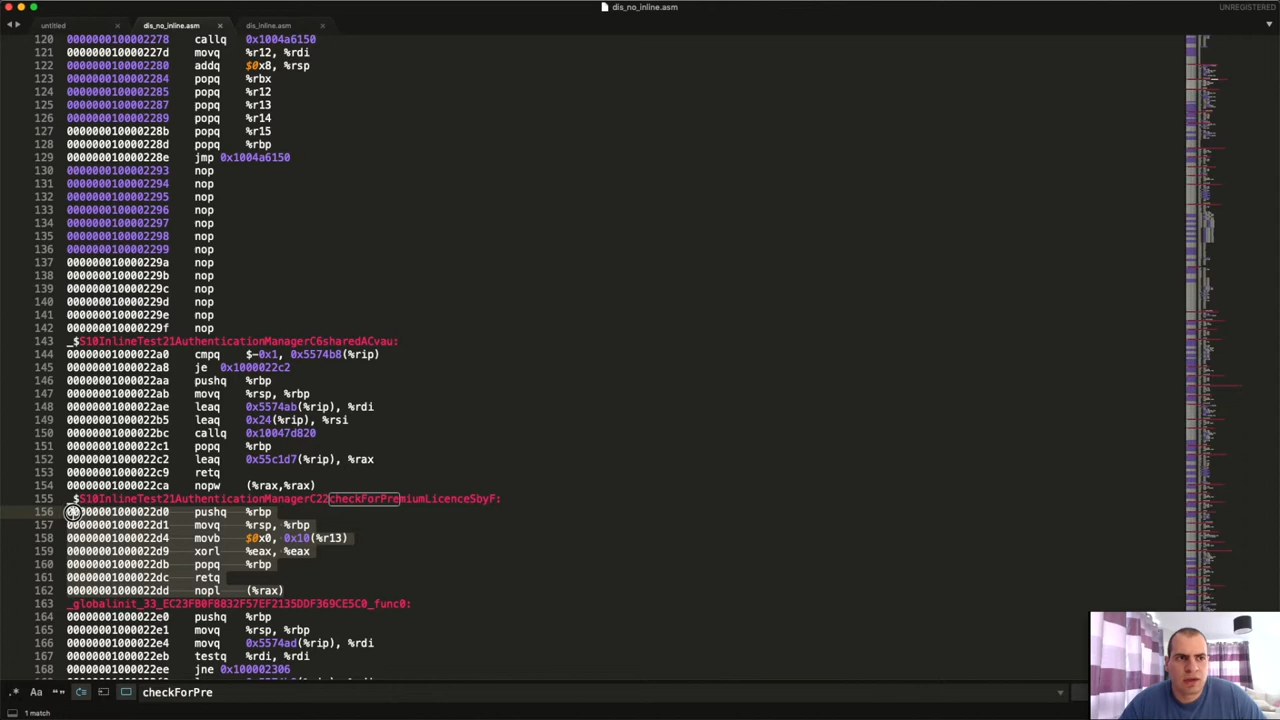 dis_no_inline.asm
UNREGISTERED
untitled × dis_no_inline.asm × dis_inline.asm ×
120 0000000100002278 callq 0x1004a6150
121 000000010000227d movq %r12, %rdi
122 0000000100002280 addq $0x8, %rsp
123 0000000100002284 popq %rbx
124 0000000100002285 popq %r12
125 0000000100002287 popq %r13
126 0000000100002289 popq %r14
127 000000010000228b popq %r15
128 000000010000228d popq %rbp
129 000000010000228e jmp 0x1004a6150
130 0000000100002293 nop
131 0000000100002294 nop
132 0000000100002295 nop
133 0000000100002296 nop
134 0000000100002297 nop
135 0000000100002298 nop
136 0000000100002299 nop
137 000000010000229a nop
138 000000010000229b nop
139 000000010000229c nop
140 000000010000229d nop
141 000000010000229e nop
142 000000010000229f nop
143 _$S10InlineTest21AuthenticationManagerC6sharedACvau:
144 00000001000022a0 cmpq $-0x1, 0x5574b8(%rip)
145 00000001000022a8 je 0x1000022c2
146 00000001000022aa pushq %rbp
147 00000001000022ab movq %rsp, %rbp
148 00000001000022ae leaq 0x5574ab(%rip), %rdi
149 00000001000022b5 leaq 0x24(%rip), %rsi
150 00000001000022bc callq 0x10047d820
151 00000001000022c1 popq %rbp
152 00000001000022c2 leaq 0x55c1d7(%rip), %rax
153 00000001000022c9 retq
154 00000001000022ca nopw (%rax,%rax)
155 _$S10InlineTest21AuthenticationManagerC22checkForPremiumLicenceSbyF:
156 00000001000022d0 pushq %rbp
157 00000001000022d1 movq %rsp, %rbp
158 00000001000022d4 movb $0x0, 0x10(%r13)
159 00000001000022d9 xorl %eax, %eax
160 00000001000022db popq %rbp
161 00000001000022dc retq
162 00000001000022dd nopl (%rax)
163 _globalinit_33_EC23FB0F8832F57EF2135DDF369CE5C0_func0:
164 00000001000022e0 pushq %rbp
165 00000001000022e1 movq %rsp, %rbp
166 00000001000022e4 movq 0x5574ad(%rip), %rdi
167 00000001000022eb testq %rdi, %rdi
168 00000001000022ee jne 0x100002306
.* Aa “” checkForPre
1 match